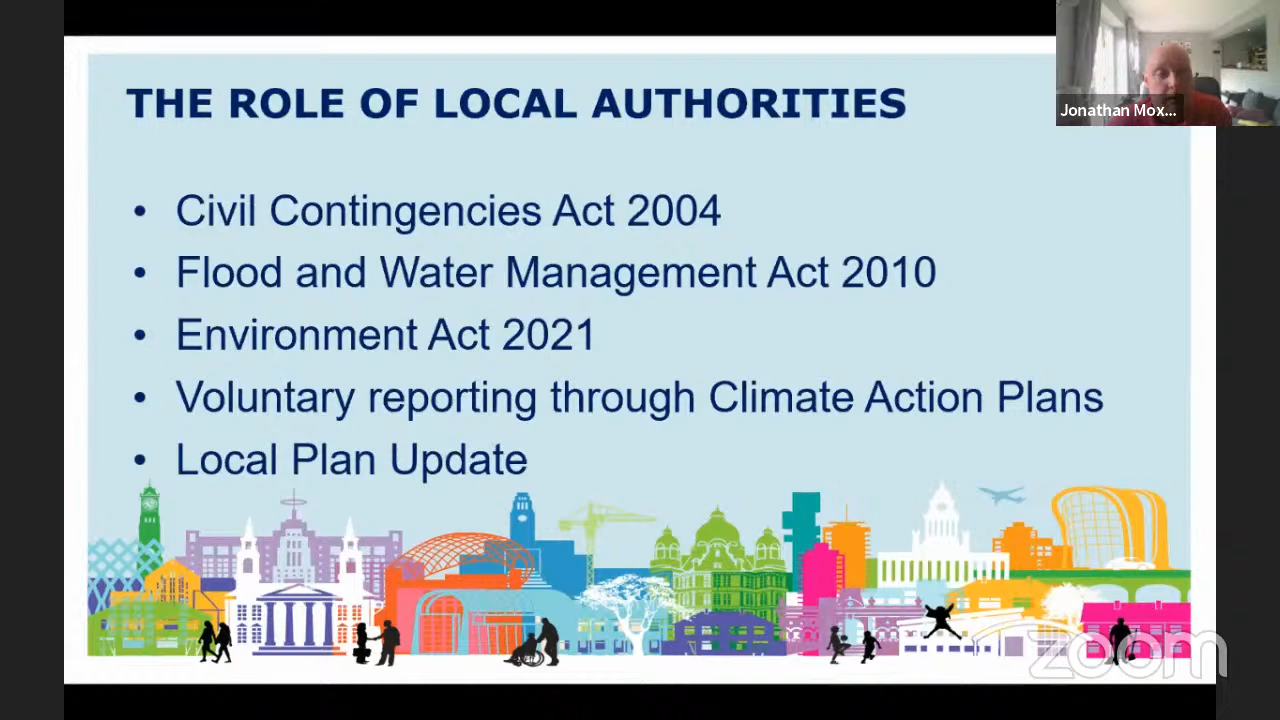 THE ROLE OF LOCAL AUTHORITIES
Jonathan Mox...
• Civil Contingencies Act 2004
• Flood and Water Management Act 2010
• Environment Act 2021
• Voluntary reporting through Climate Action Plans
• Local Plan Update
zoom